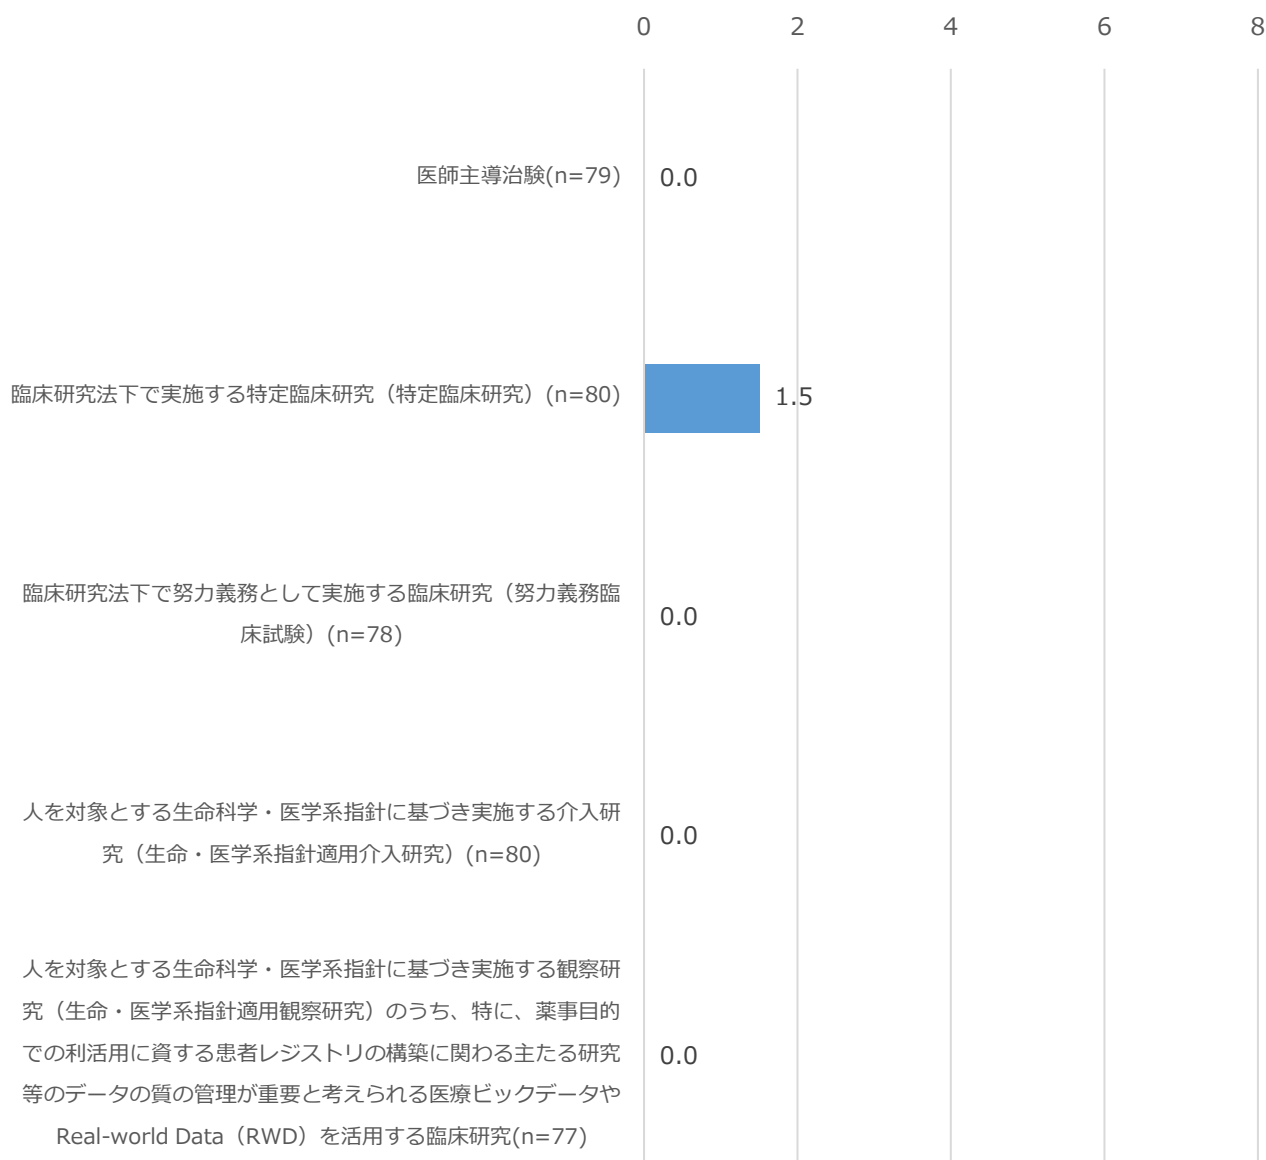 0 2 4 6 8
医師主導治験(n=79) 0.0
臨床研究法下で実施する特定臨床研究（特定臨床研究）(n=80) 1.5
臨床研究法下で努力義務として実施する臨床研究（努力義務臨
床試験）(n=78)
0.0
人を対象とする生命科学・医学系指針に基づき実施する介入研
究（生命・医学系指針適用介入研究）(n=80)
0.0
人を対象とする生命科学・医学系指針に基づき実施する観察研
究（生命・医学系指針適用観察研究）のうち、特に、薬事目的
での利活用に資する患者レジストリの構築に関わる主たる研究
等のデータの質の管理が重要と考えられる医療ビックデータや
Real-world Data（RWD）を活用する臨床研究(n=77)
0.0